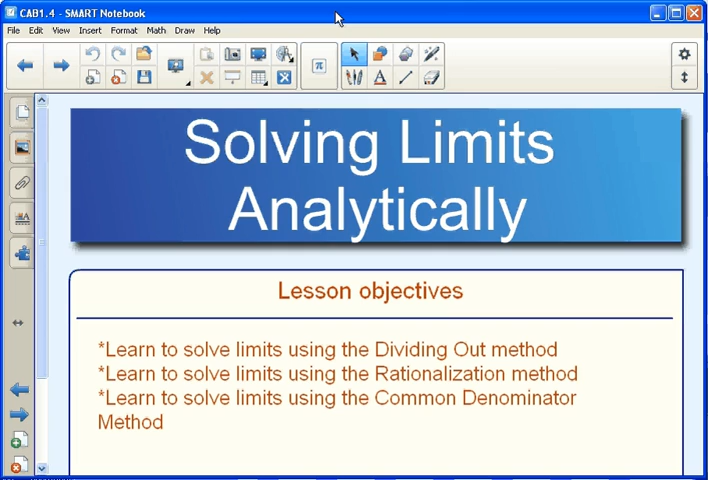 CAB1.4 - SMART Notebook
File Edit View Insert Format Math Draw Help
π
A
Solving Limits
Analytically
Lesson objectives
*Learn to solve limits using the Dividing Out method
*Learn to solve limits using the Rationalization method
*Learn to solve limits using the Common Denominator
Method